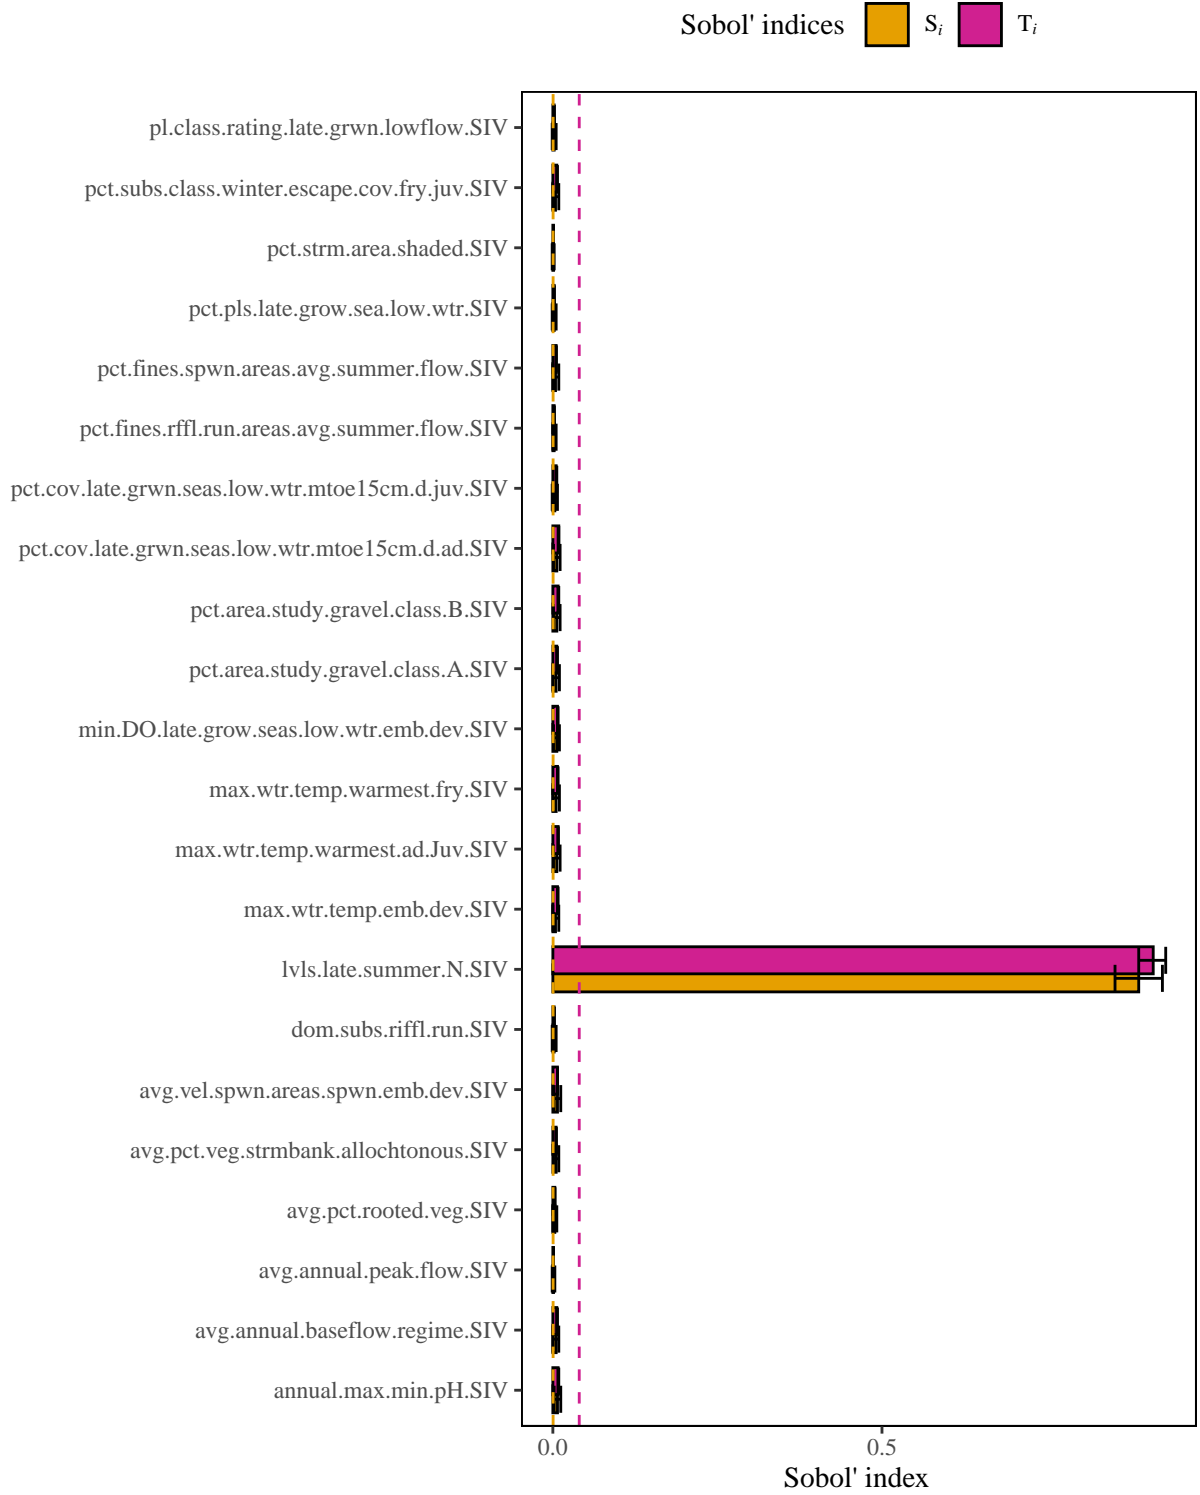 Sobol' indices Sᵢ Tᵢ
pl.class.rating.late.grwn.lowflow.SIV
pct.subs.class.winter.escape.cov.fry.juv.SIV
pct.strm.area.shaded.SIV
pct.pls.late.grow.sea.low.wtr.SIV
pct.fines.spwn.areas.avg.summer.flow.SIV
pct.fines.rffl.run.areas.avg.summer.flow.SIV
pct.cov.late.grwn.seas.low.wtr.mtoe15cm.d.juv.SIV
pct.cov.late.grwn.seas.low.wtr.mtoe15cm.d.ad.SIV
pct.area.study.gravel.class.B.SIV
pct.area.study.gravel.class.A.SIV
min.DO.late.grow.seas.low.wtr.emb.dev.SIV
max.wtr.temp.warmest.fry.SIV
max.wtr.temp.warmest.ad.Juv.SIV
max.wtr.temp.emb.dev.SIV
lvls.late.summer.N.SIV
dom.subs.riffl.run.SIV
avg.vel.spwn.areas.spwn.emb.dev.SIV
avg.pct.veg.strmbank.allochtonous.SIV
avg.pct.rooted.veg.SIV
avg.annual.peak.flow.SIV
avg.annual.baseflow.regime.SIV
annual.max.min.pH.SIV
0.0 0.5
Sobol' index